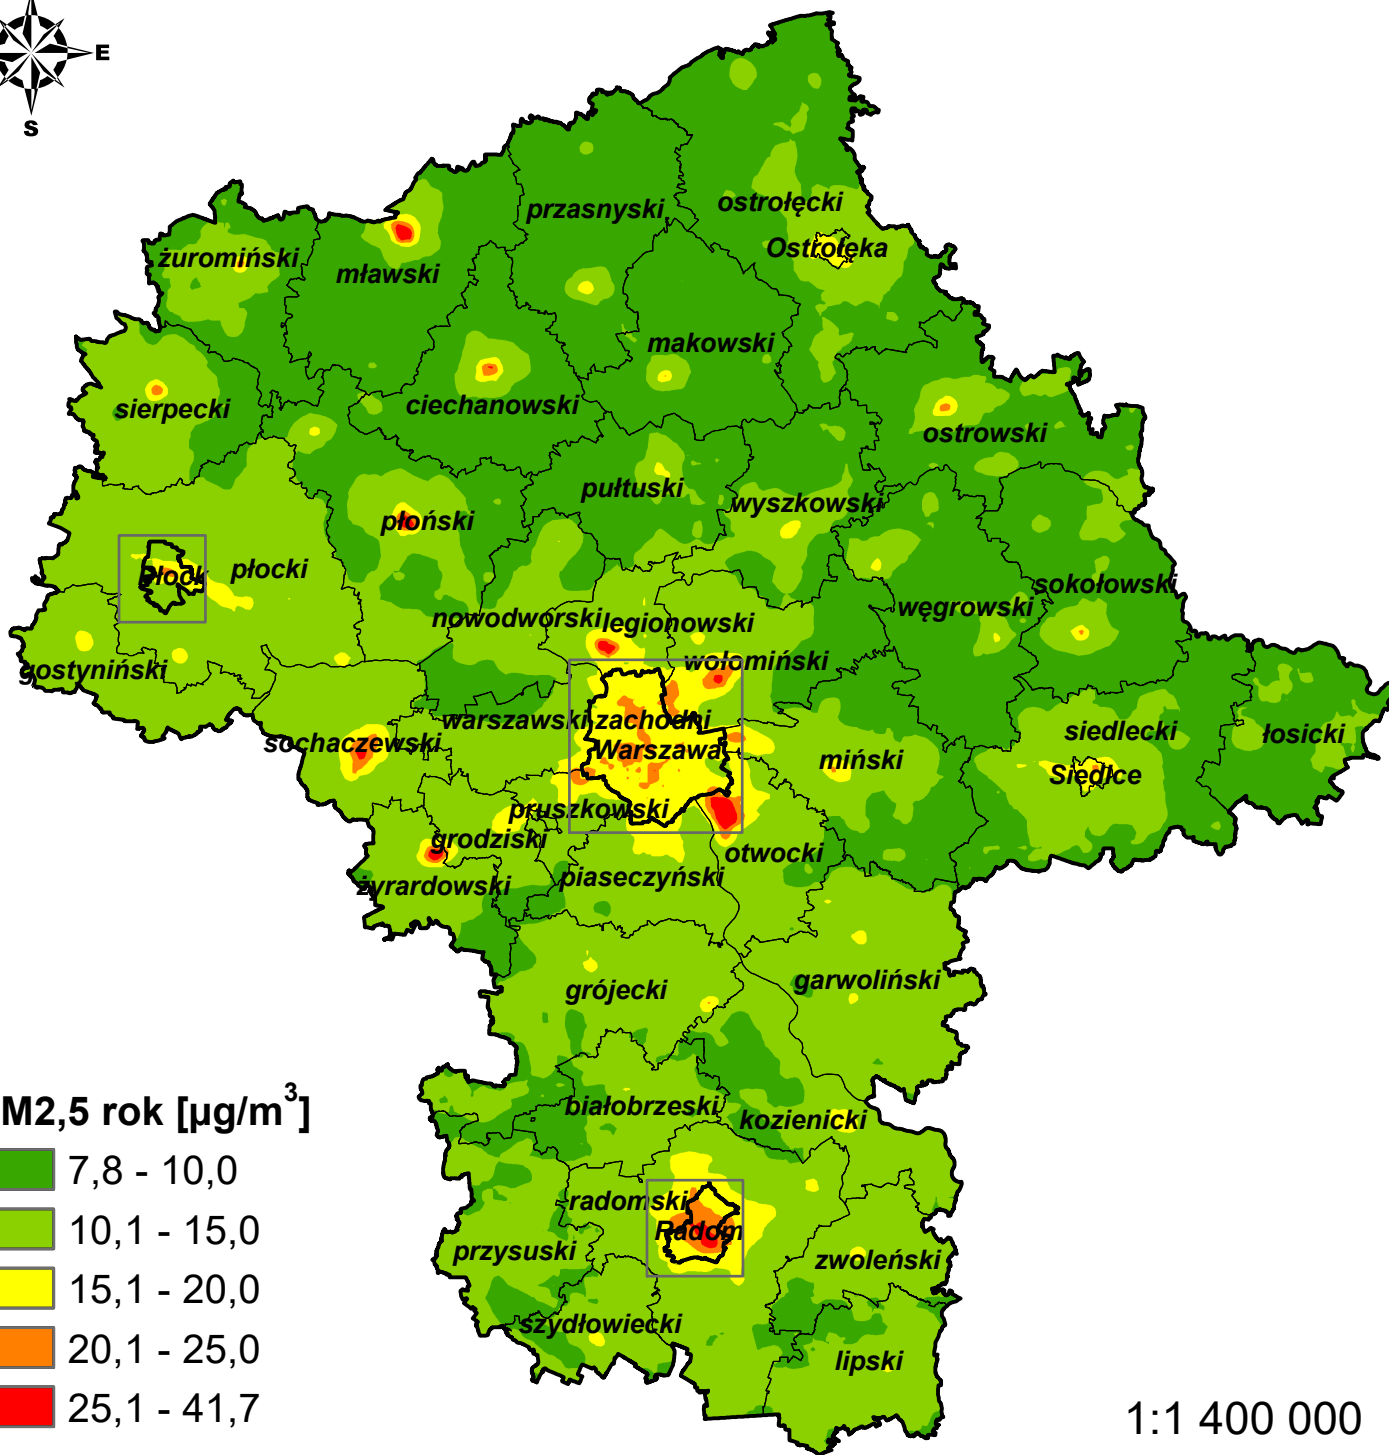 E
S
przasnyski
ostrołęcki
Ostrołęka
żuromiński
mławski
makowski
sierpecki
ciechanowski
ostrowski
pułtuski
wyszkowski
płoński
Płock
płocki
sokołowski
węgrowski
nowodworski
legionowski
gostyniński
wołomiński
warszawski zachodni
siedlecki
łosicki
sochaczewski
Warszawa
miński
Siedlce
pruszkowski
grodziski
otwocki
żyrardowski
piaseczyński
garwoliński
grójecki
białobrzeski
kozienicki
radomski
Radom
przysuski
zwoleński
szydłowiecki
lipski
M2,5 rok [µg/m³]
7,8 - 10,0
10,1 - 15,0
15,1 - 20,0
20,1 - 25,0
25,1 - 41,7
1:1 400 000